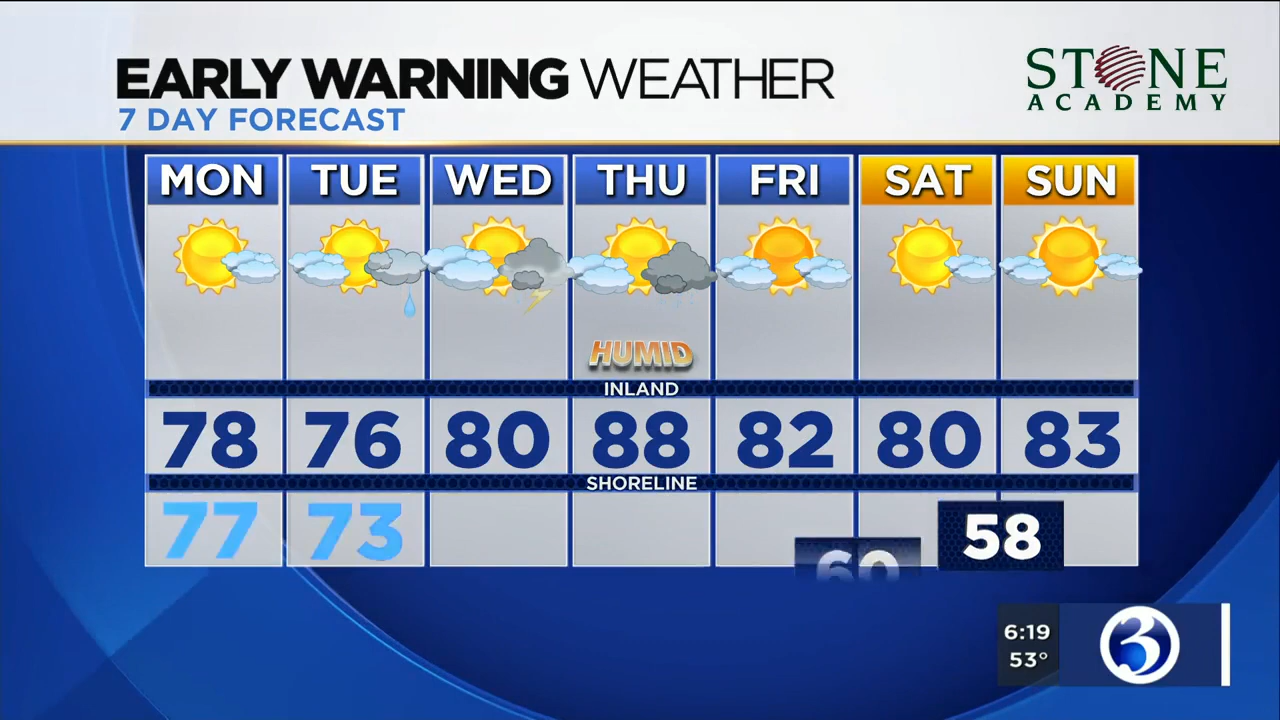 EARLY WARNING WEATHER
7 DAY FORECAST
STONE
ACADEMY
MON TUE WED THU FRI SAT SUN
HUMID
INLAND
78 76 80 88 82 80 83
SHORELINE
77 73
60 58
6:19
53°
3